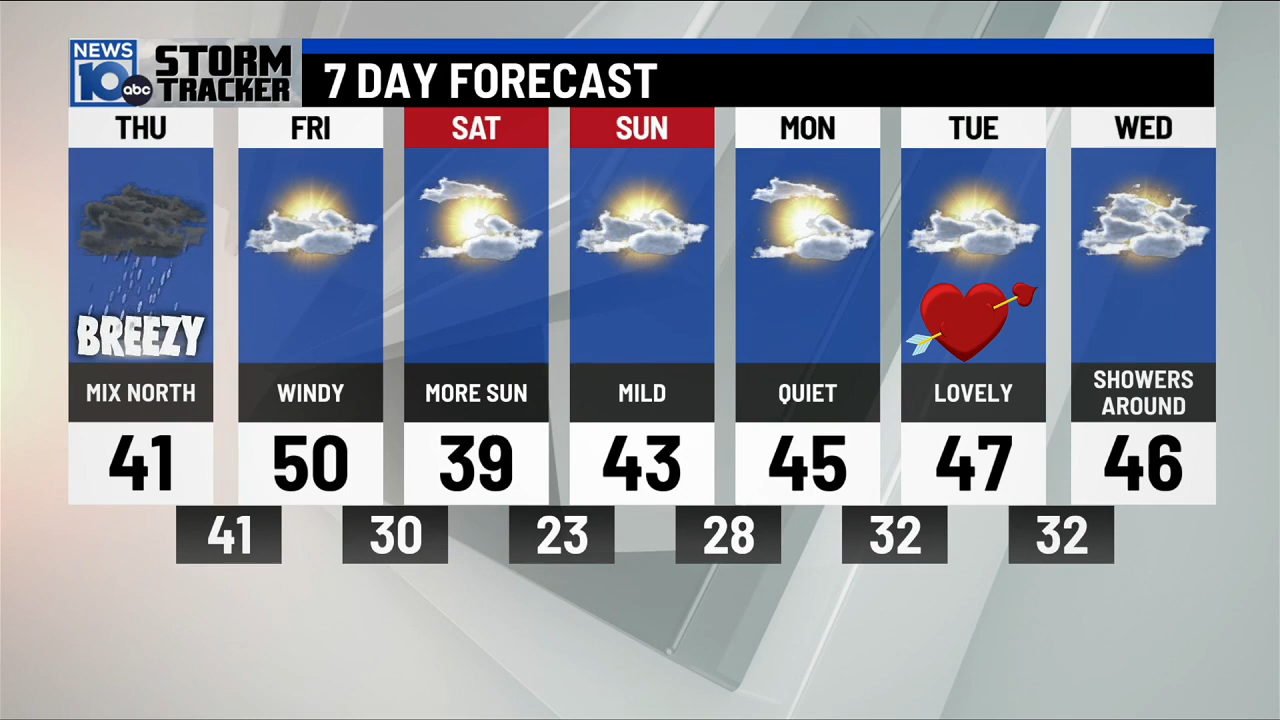 NEWS
10
abc
STORM
TRACKER
7 DAY FORECAST
THU
FRI
SAT
SUN
MON
TUE
WED
BREEZY
MIX NORTH
WINDY
MORE SUN
MILD
QUIET
LOVELY
SHOWERS
AROUND
41
50
39
43
45
47
46
41
30
23
28
32
32